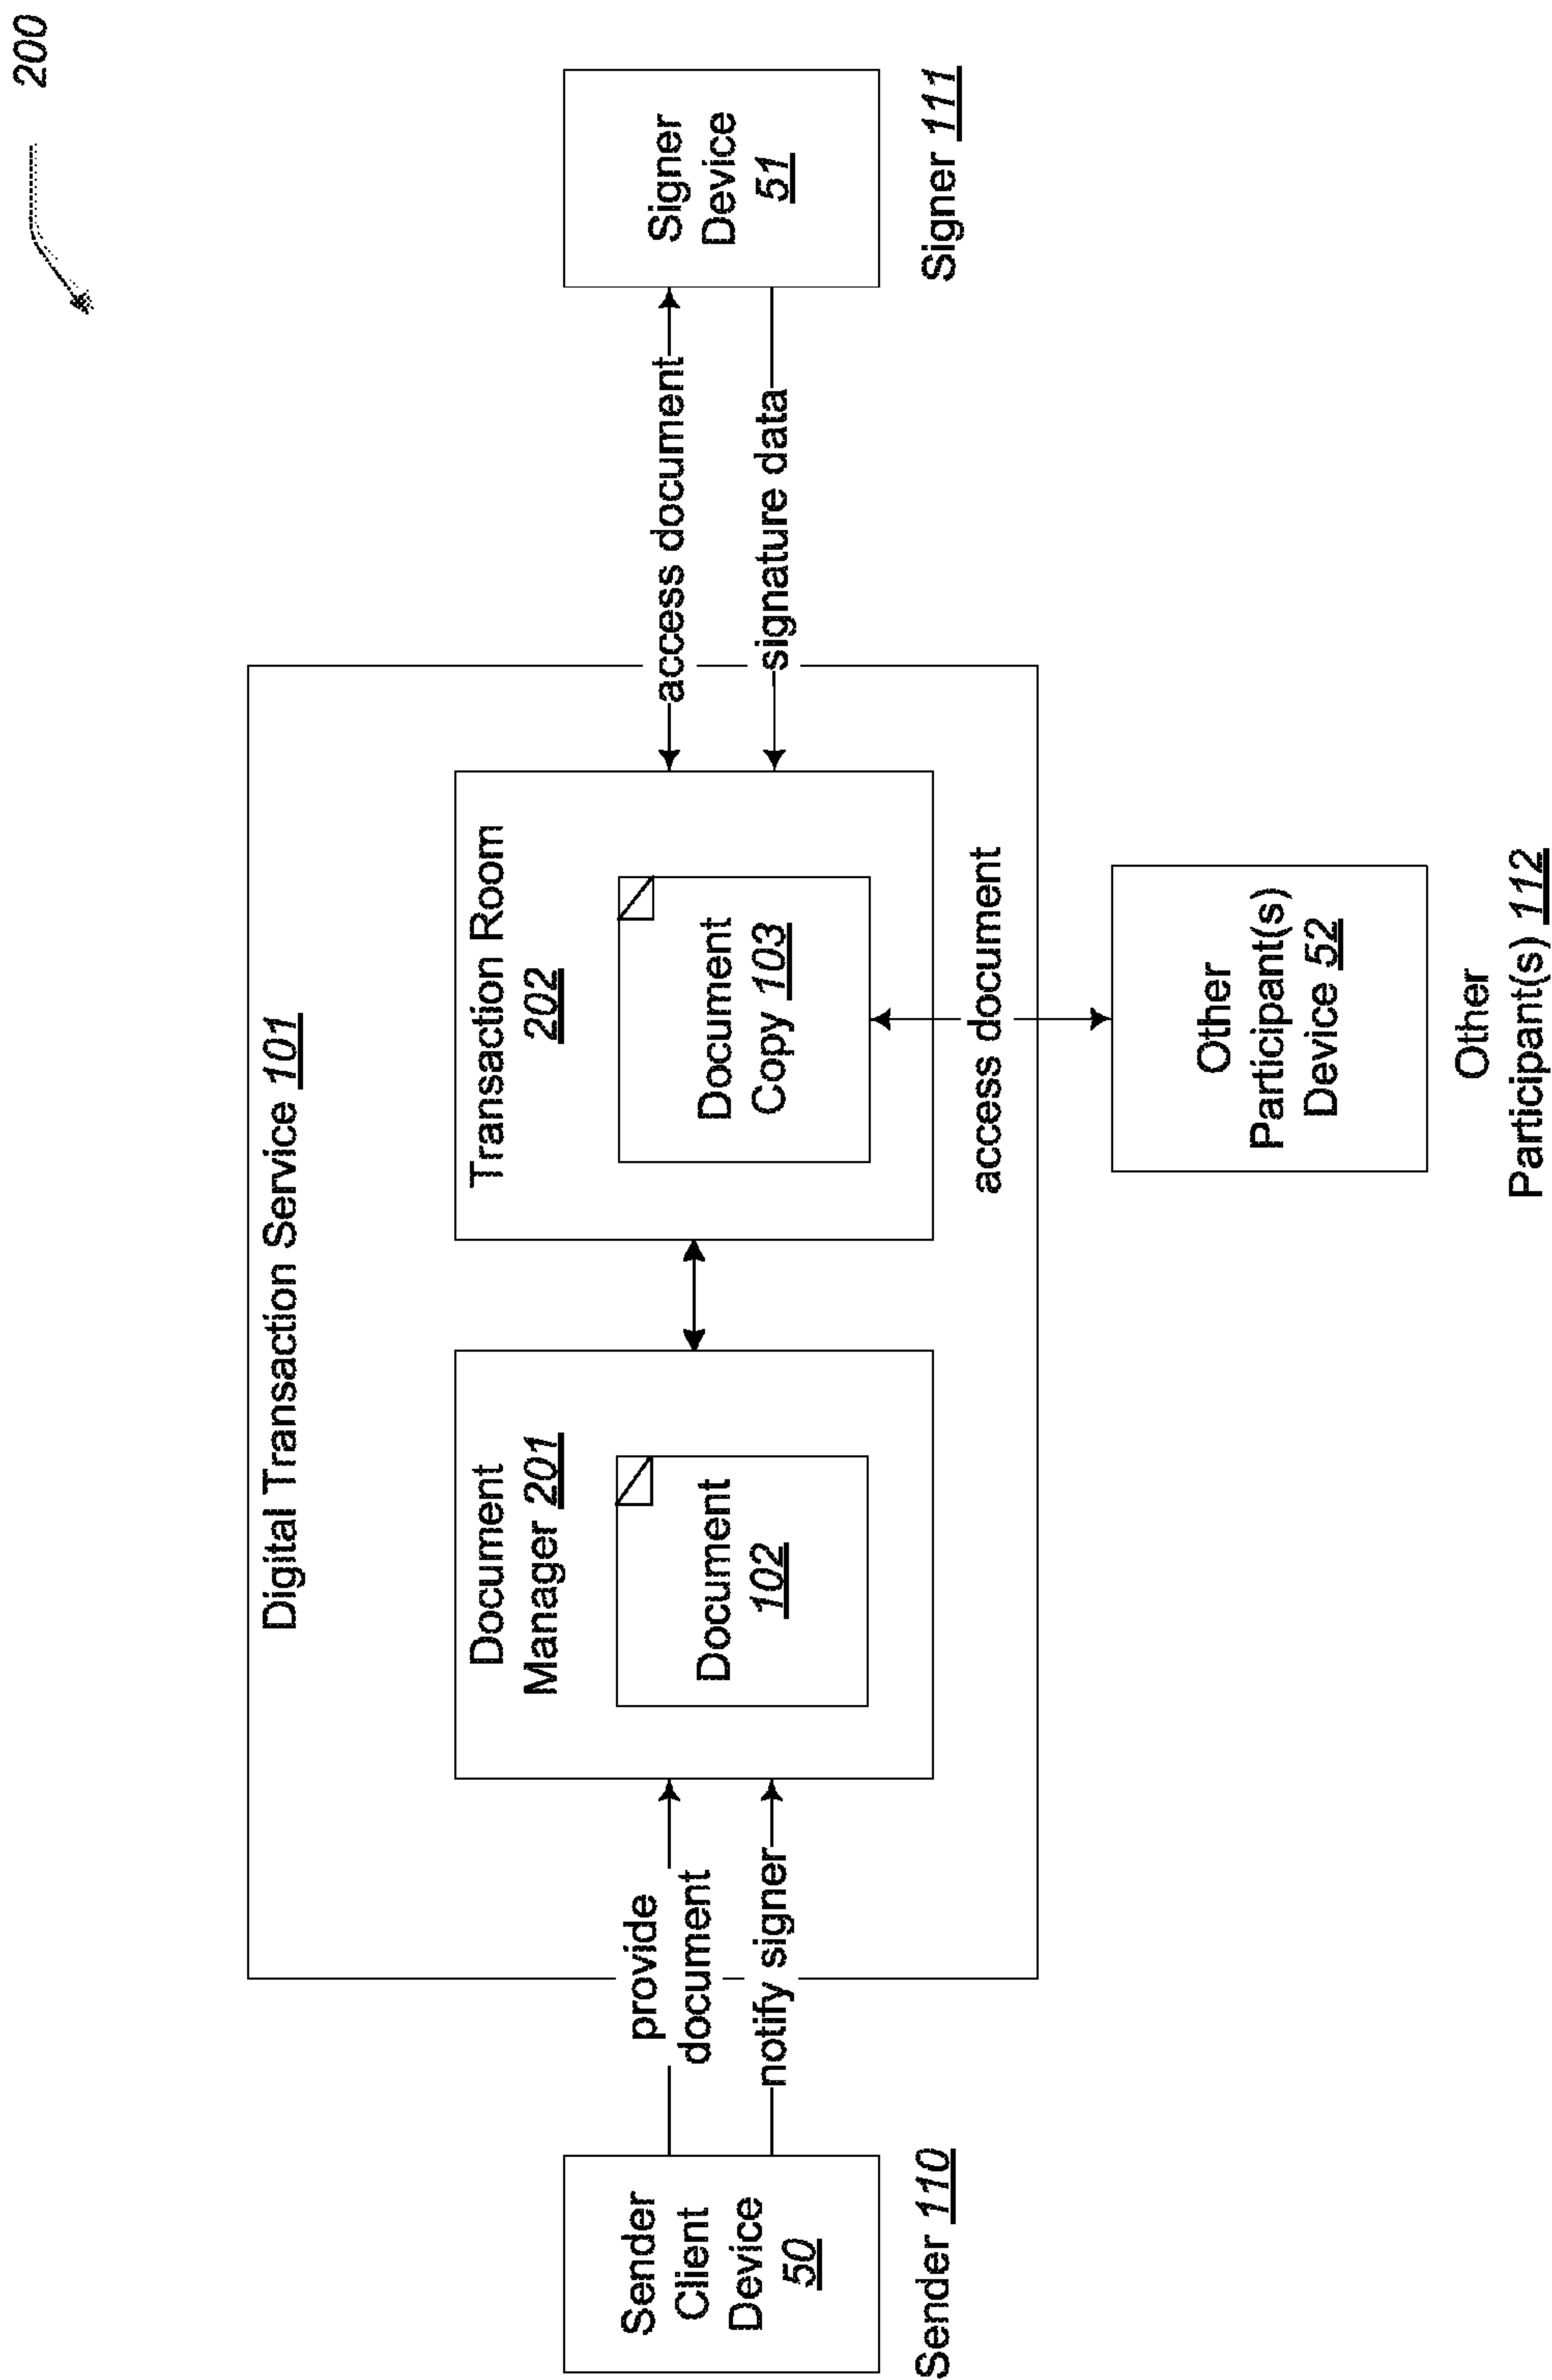 200
Digital Transaction Service 101
Document
Manager 201
Document
102
Transaction Room
202
Document
Copy 103
provide
document
notify signer
access document
signature data
Sender
Client
Device
50
Sender 110
Signer
Device
51
Signer 111
access document
Other
Participant(s)
Device 52
Other
Participant(s) 112